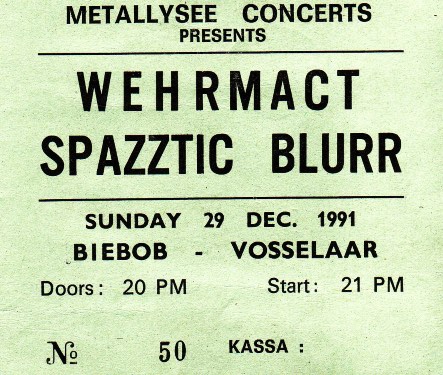 METALLYSEE CONCERTS
PRESENTS
WEHRMACT
SPAZZTIC BLURR
SUNDAY 29 DEC. 1991
BIEBOB - VOSSELAAR
Doors: 20 PM Start: 21 PM
№ 50 KASSA :